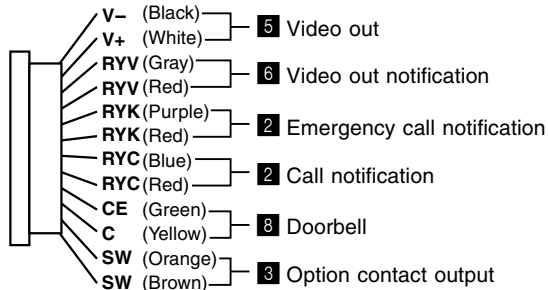 V– (Black)
V+ (White)
5 Video out
RYV (Gray)
RYV (Red)
6 Video out notification
RYK (Purple)
RYK (Red)
2 Emergency call notification
RYC (Blue)
RYC (Red)
2 Call notification
CE (Green)
C (Yellow)
8 Doorbell
SW (Orange)
SW (Brown)
3 Option contact output